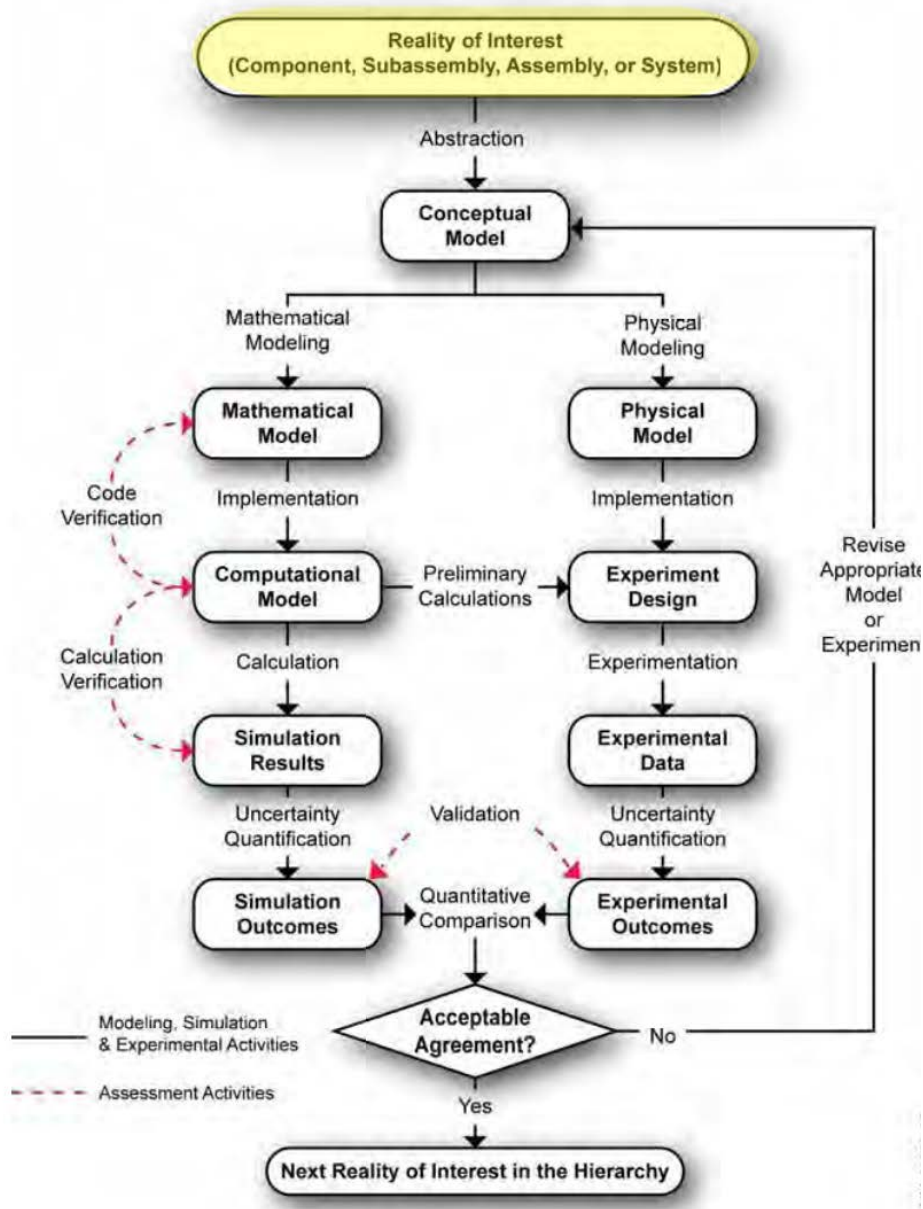 Reality of Interest
(Component, Subassembly, Assembly, or System)
Abstraction
Conceptual
Model
Mathematical
Modeling
Physical
Modeling
Mathematical
Model
Physical
Model
Code
Verification
Implementation
Implementation
Computational
Model
Preliminary
Calculations
Experiment
Design
Revise
Appropriate
Model
or
Experimen
Calculation
Verification
Calculation
Experimentation
Simulation
Results
Experimental
Data
Uncertainty
Quantification
Validation
Uncertainty
Quantification
Simulation
Outcomes
Quantitative
Comparison
Experimental
Outcomes
Modeling, Simulation
& Experimental Activities
Acceptable
Agreement?
No
Assessment Activities
Yes
Next Reality of Interest in the Hierarchy